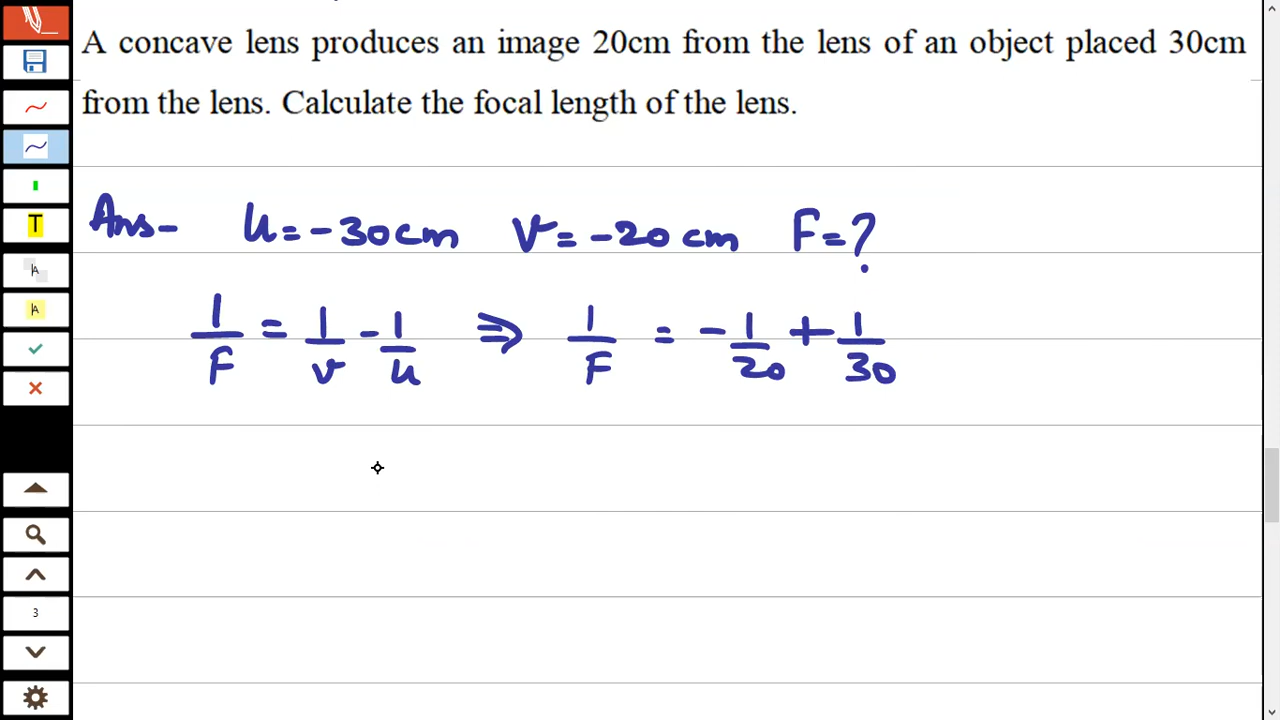 A concave lens produces an image 20cm from the lens of an object placed 30cm
from the lens. Calculate the focal length of the lens.
Ans- u = -30cm v = -20 cm F = ?
1/F = 1/v - 1/u ⇒ 1/F = -1/20 + 1/30
T
A
A
3